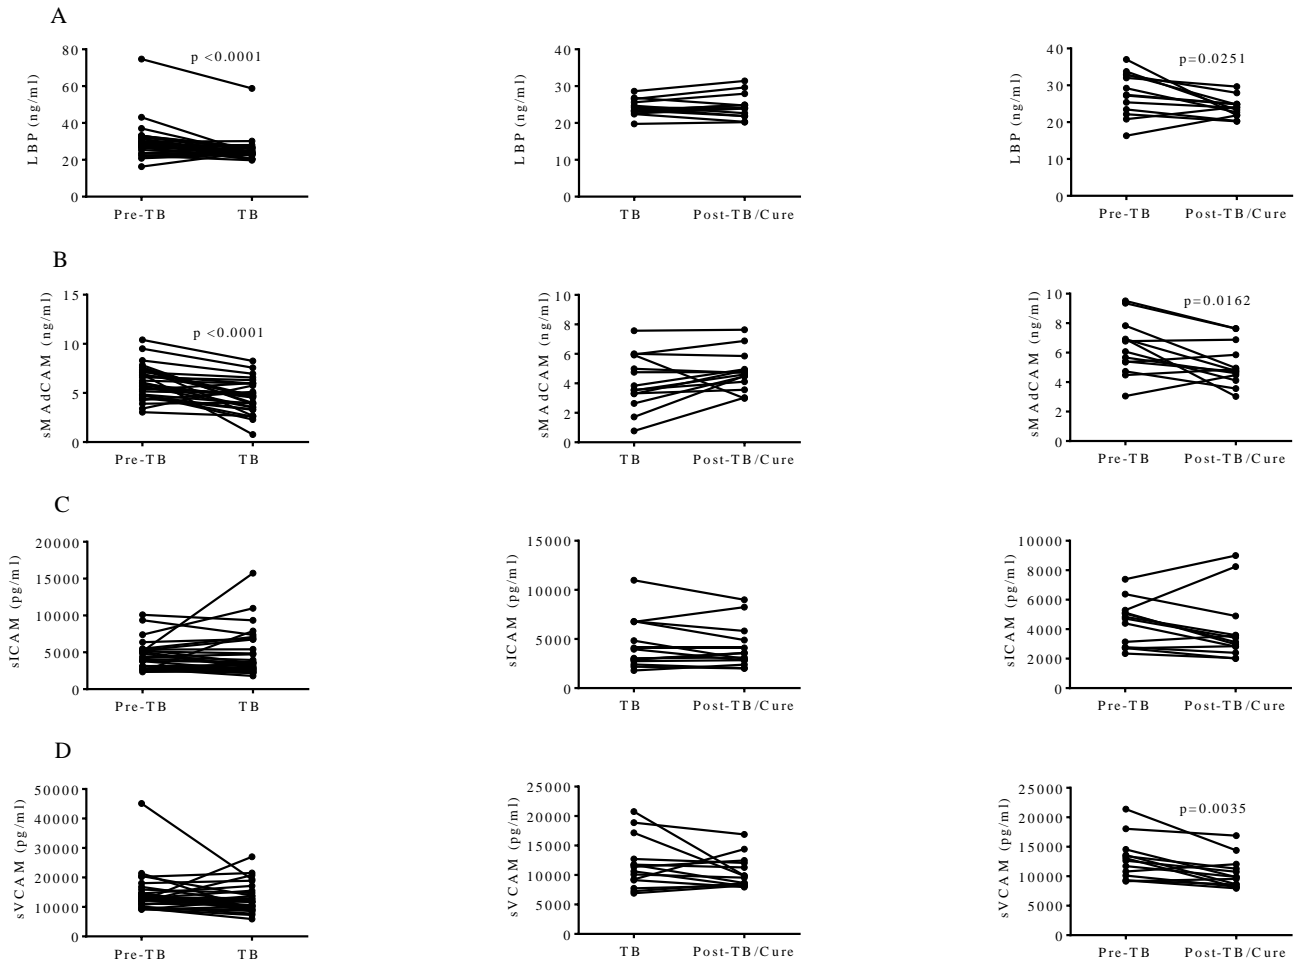 A
LBP (ng/ml)
80
60
40
20
0
p <0.0001
Pre-TB TB
LBP (ng/ml)
40
30
20
10
0
TB Post-TB/Cure
LBP (ng/ml)
40
30
20
10
0
p=0.0251
Pre-TB Post-TB/Cure
B
sMAdCAM (ng/ml)
15
10
5
0
p <0.0001
Pre-TB TB
sMAdCAM (ng/ml)
10
8
6
4
2
0
TB Post-TB/Cure
sMAdCAM (ng/ml)
10
8
6
4
2
0
p=0.0162
Pre-TB Post-TB/Cure
C
sICAM (pg/ml)
20000
15000
10000
5000
0
Pre-TB TB
sICAM (pg/ml)
15000
10000
5000
0
TB Post-TB/Cure
sICAM (pg/ml)
10000
8000
6000
4000
2000
0
Pre-TB Post-TB/Cure
D
sVCAM (pg/ml)
50000
40000
30000
20000
10000
0
Pre-TB TB
sVCAM (pg/ml)
25000
20000
15000
10000
5000
0
TB Post-TB/Cure
sVCAM (pg/ml)
25000
20000
15000
10000
5000
0
p=0.0035
Pre-TB Post-TB/Cure